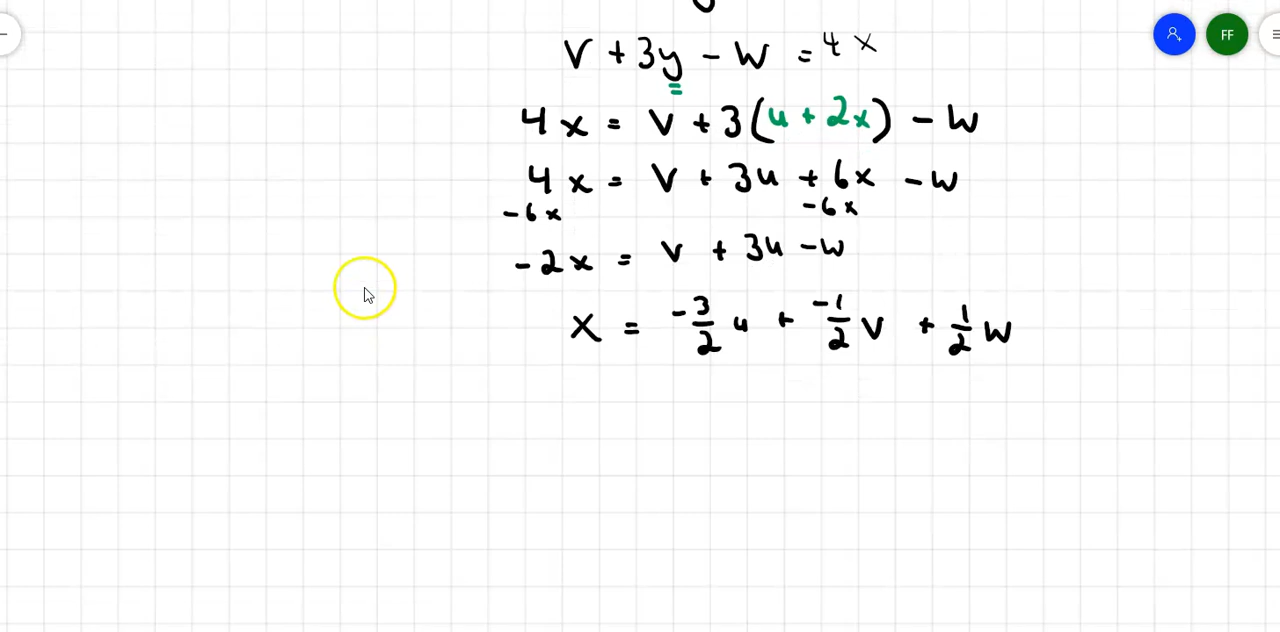 V + 3y - W = 4x
4x = V + 3(u + 2x) - W
4x = V + 3u + 6x - W
-6x -6x
-2x = V + 3u - W
X = -3/2 u + -1/2 V + 1/2 W
FF